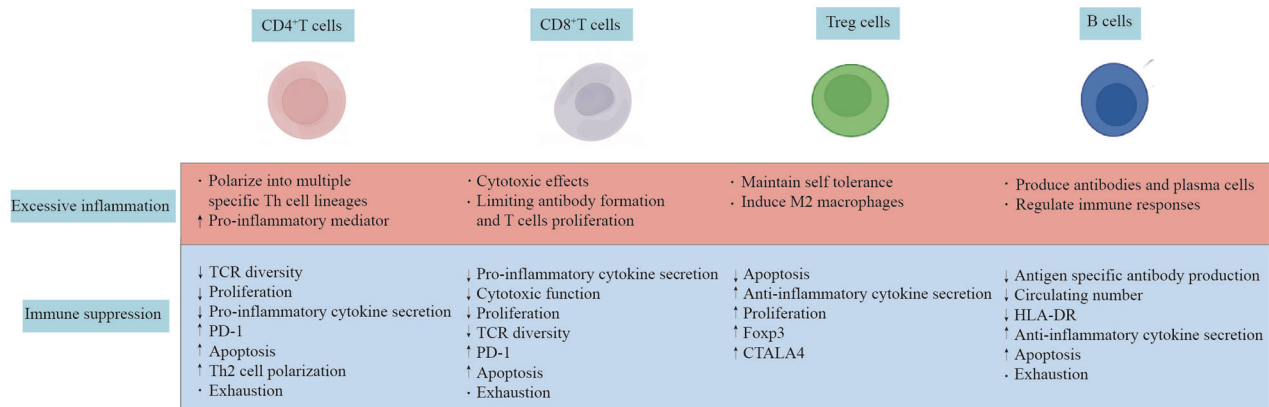 CD4⁺T cells
CD8⁺T cells
Treg cells
B cells
Excessive inflammation
· Polarize into multiple
specific Th cell lineages
↑ Pro-inflammatory mediator
· Cytotoxic effects
· Limiting antibody formation
and T cells proliferation
· Maintain self tolerance
· Induce M2 macrophages
· Produce antibodies and plasma cells
· Regulate immune responses
Immune suppression
↓ TCR diversity
↓ Proliferation
↓ Pro-inflammatory cytokine secretion
↑ PD-1
↑ Apoptosis
↑ Th2 cell polarization
· Exhaustion
↓ Pro-inflammatory cytokine secretion
↓ Cytotoxic function
↓ Proliferation
↓ TCR diversity
↑ PD-1
↑ Apoptosis
· Exhaustion
↓ Apoptosis
↑ Anti-inflammatory cytokine secretion
↑ Proliferation
↑ Foxp3
↑ CTALA4
↓ Antigen specific antibody production
↓ Circulating number
↓ HLA-DR
↑ Anti-inflammatory cytokine secretion
↑ Apoptosis
· Exhaustion